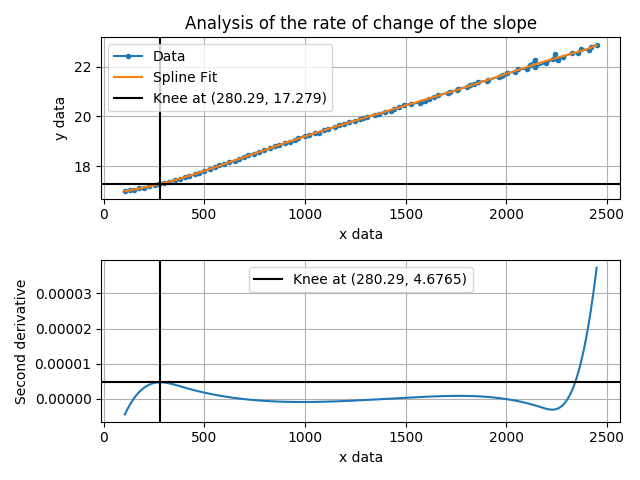 Analysis of the rate of change of the slope
Data
Spline Fit
Knee at (280.29, 17.279)
y data
22
20
18
0
500
1000
1500
2000
2500
x data
Knee at (280.29, 4.6765)
Second derivative
0.00003
0.00002
0.00001
0.00000
0
500
1000
1500
2000
2500
x data